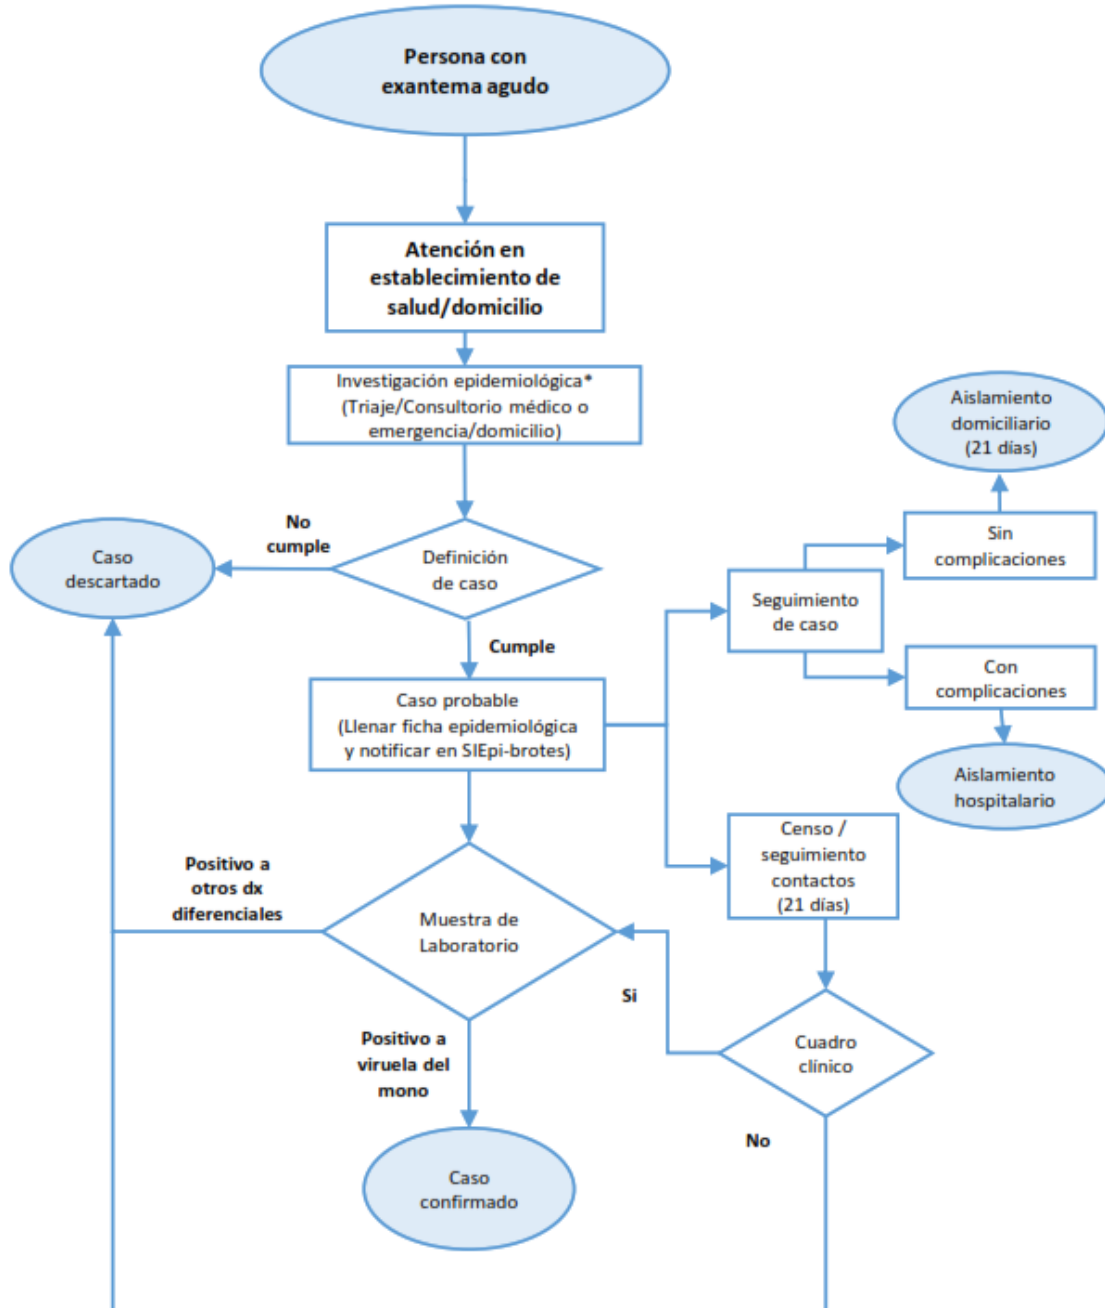 Persona con
exantema agudo
Atención en
establecimiento de
salud/domicilio
Investigación epidemiológica*
(Triaje/Consultorio médico o
emergencia/domicilio)
Aislamiento
domiciliario
(21 días)
No
cumple
Caso
descartado
Definición
de caso
Sin
complicaciones
Seguimiento
de caso
Cumple
Con
complicaciones
Caso probable
(Llenar ficha epidemiológica
y notificar en SIEpi-brotes)
Aislamiento
hospitalario
Censo /
seguimiento
contactos
(21 días)
Positivo a
otros dx
diferenciales
Muestra de
Laboratorio
Si
Positivo a
viruela del
mono
Cuadro
clínico
No
Caso
confirmado